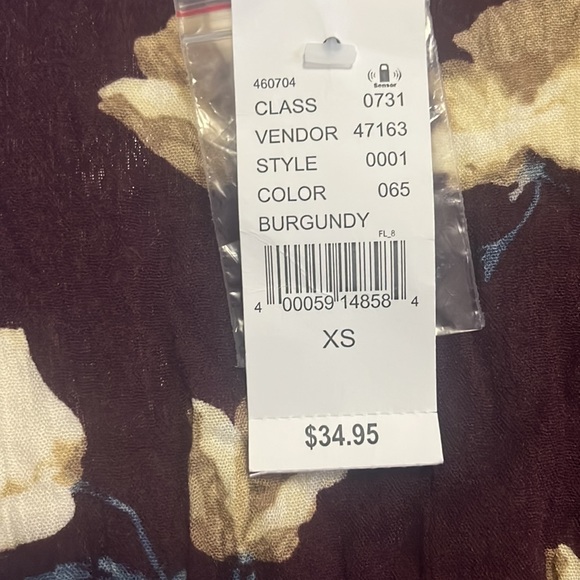 460704
Sensor
CLASS 0731
VENDOR 47163
STYLE 0001
COLOR 065
BURGUNDY
FL_8
4 00059 14858 4
XS
$34.95